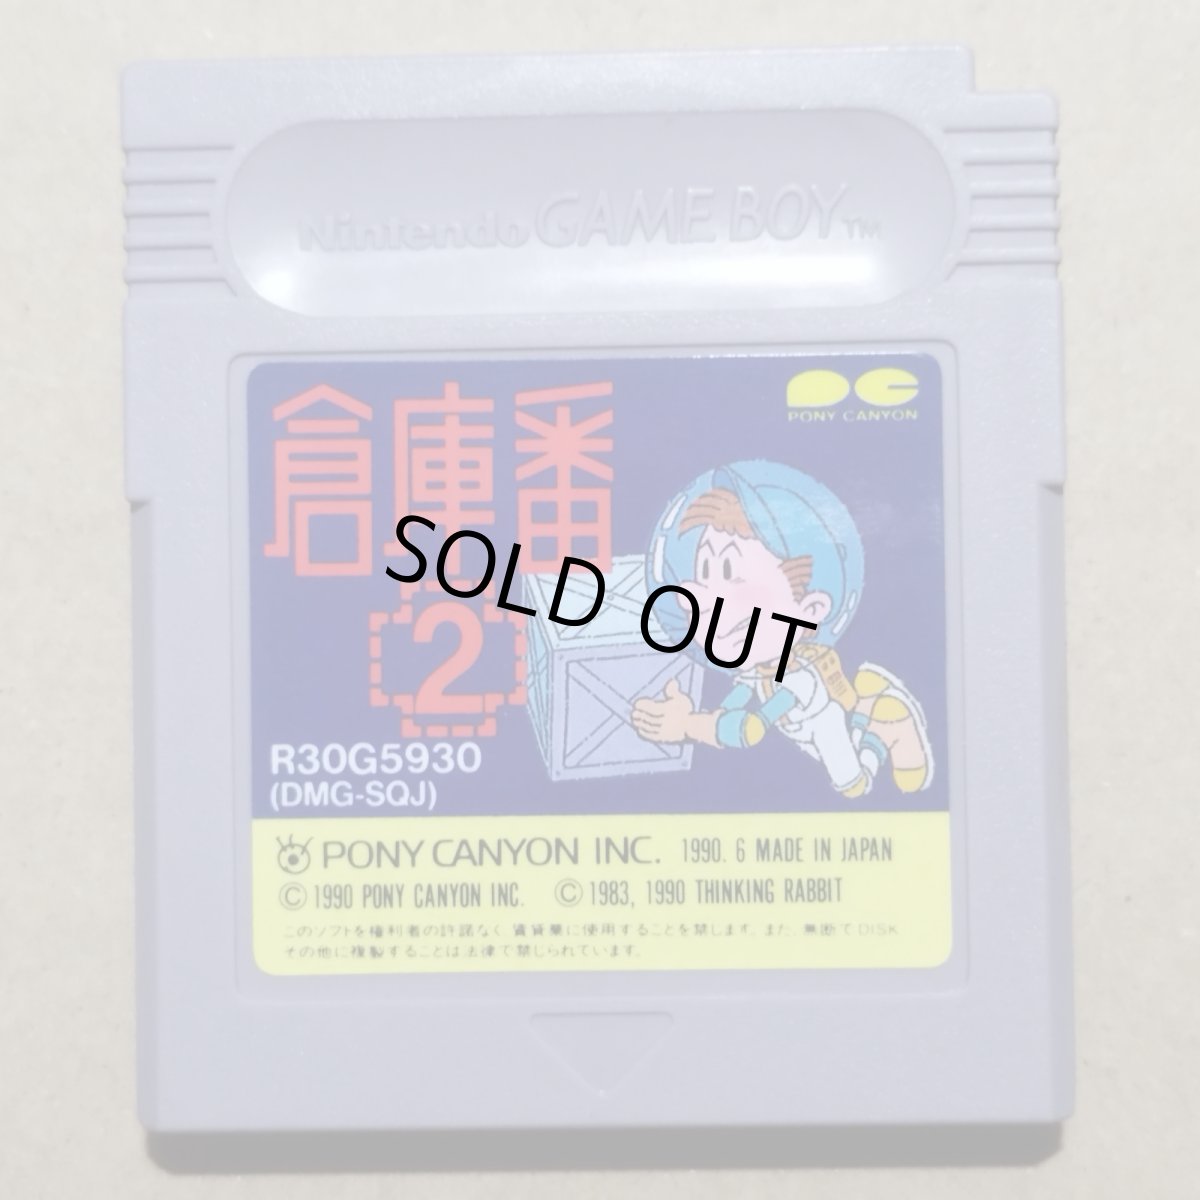 Nintendo GAME BOY™
倉庫番
2
PC
PONY CANYON
SOLD OUT
R30G5930
(DMG-SQJ)
PONY CANYON INC. 1990. 6 MADE IN JAPAN
© 1990 PONY CANYON INC. © 1983, 1990 THINKING RABBIT
このソフトを権利者の許諾なく、賃貸業に使用することを禁じます。また、無断でDISK
その他に複製することは法律で禁じられています。